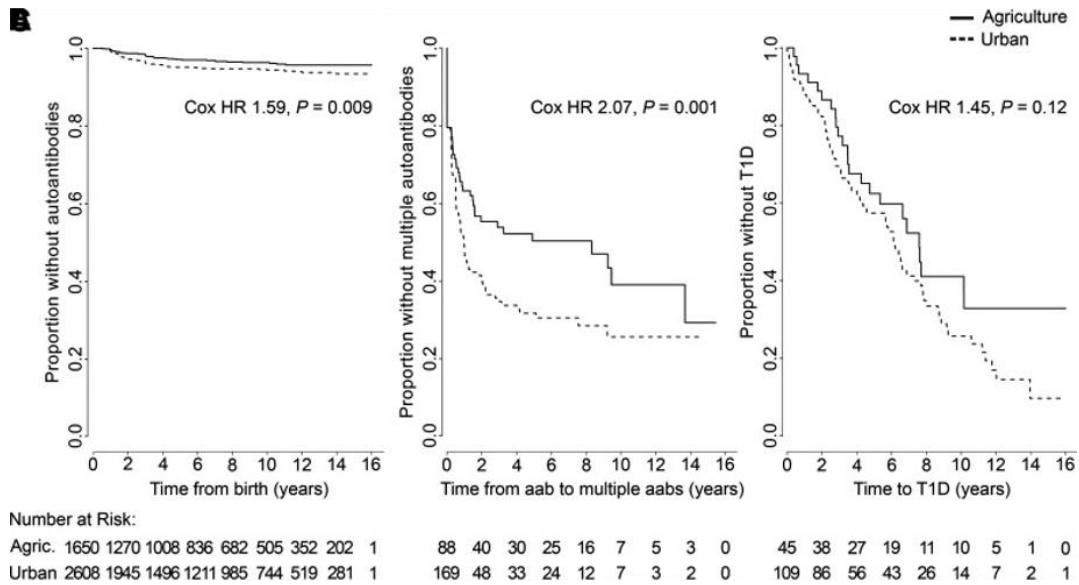 Agriculture
Urban
Proportion without autoantibodies
1.0
0.8
0.6
0.4
0.2
0.0
Cox HR 1.59, P = 0.009
0 2 4 6 8 10 12 14 16
Time from birth (years)
Proportion without multiple autoantibodies
1.0
0.8
0.6
0.4
0.2
0.0
Cox HR 2.07, P = 0.001
0 2 4 6 8 10 12 14 16
Time from aab to multiple aabs (years)
Proportion without T1D
1.0
0.8
0.6
0.4
0.2
0.0
Cox HR 1.45, P = 0.12
0 2 4 6 8 10 12 14 16
Time to T1D (years)
Number at Risk:
Agric. 1650 1270 1008 836 682 505 352 202 1 88 40 30 25 16 7 5 3 0 45 38 27 19 11 10 5 1 0
Urban 2608 1945 1496 1211 985 744 519 281 1 169 48 33 24 12 7 3 2 0 109 86 56 43 26 14 7 2 1